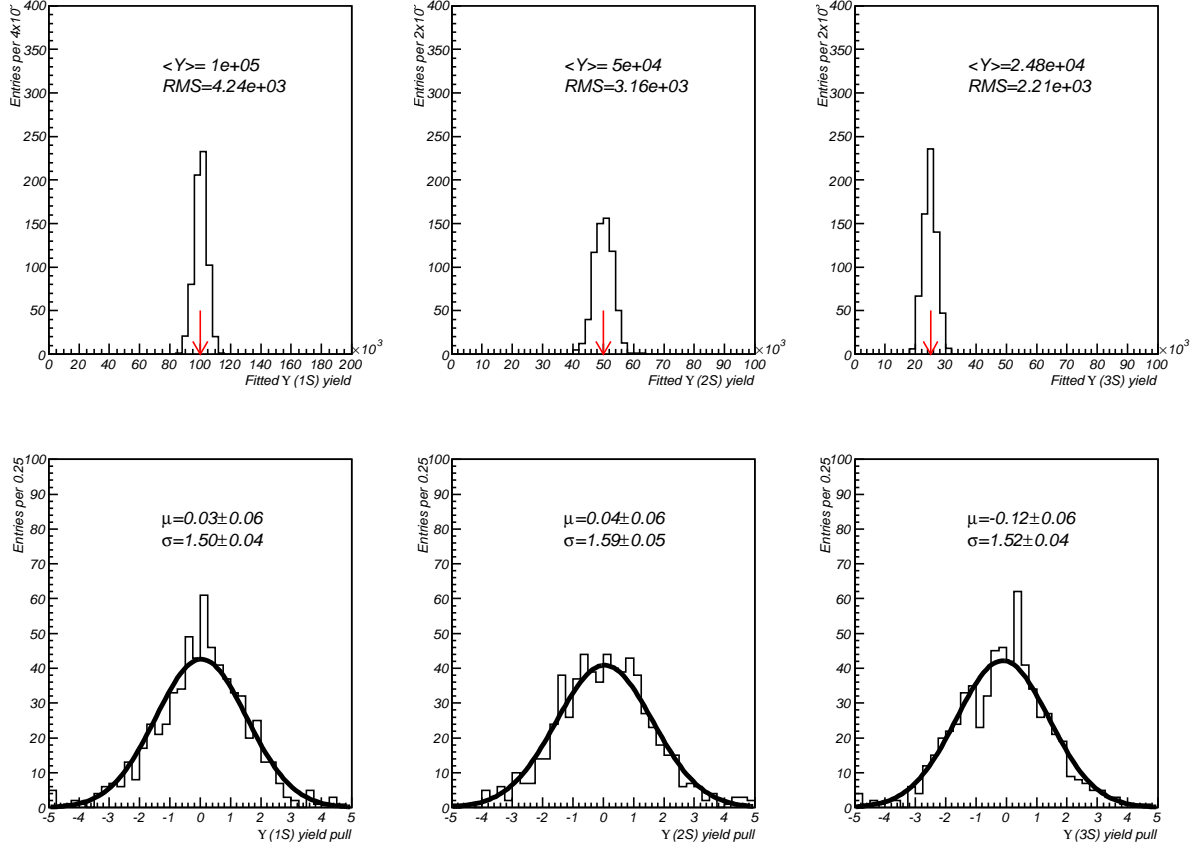 Entries per 4x10
400
350
300
250
200
150
100
50
0
<Y>= 1e+05
RMS=4.24e+03
0 20 40 60 80 100 120 140 160 180 200
×10³
Fitted ϒ (1S) yield
Entries per 2x10
400
350
300
250
200
150
100
50
0
<Y>= 5e+04
RMS=3.16e+03
0 10 20 30 40 50 60 70 80 90 100
×10³
Fitted ϒ (2S) yield
Entries per 2x10
400
350
300
250
200
150
100
50
0
<Y>=2.48e+04
RMS=2.21e+03
0 10 20 30 40 50 60 70 80 90 100
×10³
Fitted ϒ (3S) yield
Entries per 0.25
100
90
80
70
60
50
40
30
20
10
0
μ=0.03±0.06
σ=1.50±0.04
-5 -4 -3 -2 -1 0 1 2 3 4 5
ϒ (1S) yield pull
Entries per 0.25
100
90
80
70
60
50
40
30
20
10
0
μ=0.04±0.06
σ=1.59±0.05
-5 -4 -3 -2 -1 0 1 2 3 4 5
ϒ (2S) yield pull
Entries per 0.25
100
90
80
70
60
50
40
30
20
10
0
μ=-0.12±0.06
σ=1.52±0.04
-5 -4 -3 -2 -1 0 1 2 3 4 5
ϒ (3S) yield pull